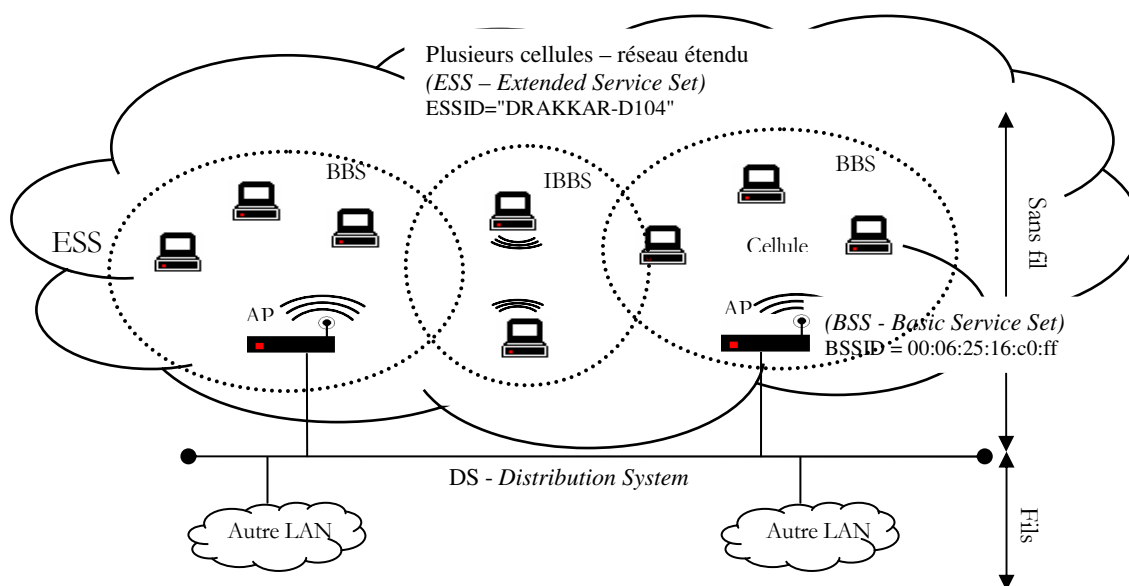 Plusieurs cellules – réseau étendu
(ESS – Extended Service Set)
ESSID="DRAKKAR-D104"
BBS
IBBS
BBS
ESS
Cellule
Sans fil
AP
AP
(BSS - Basic Service Set)
BSSID = 00:06:25:16:c0:ff
DS - Distribution System
Autre LAN
Autre LAN
Fils